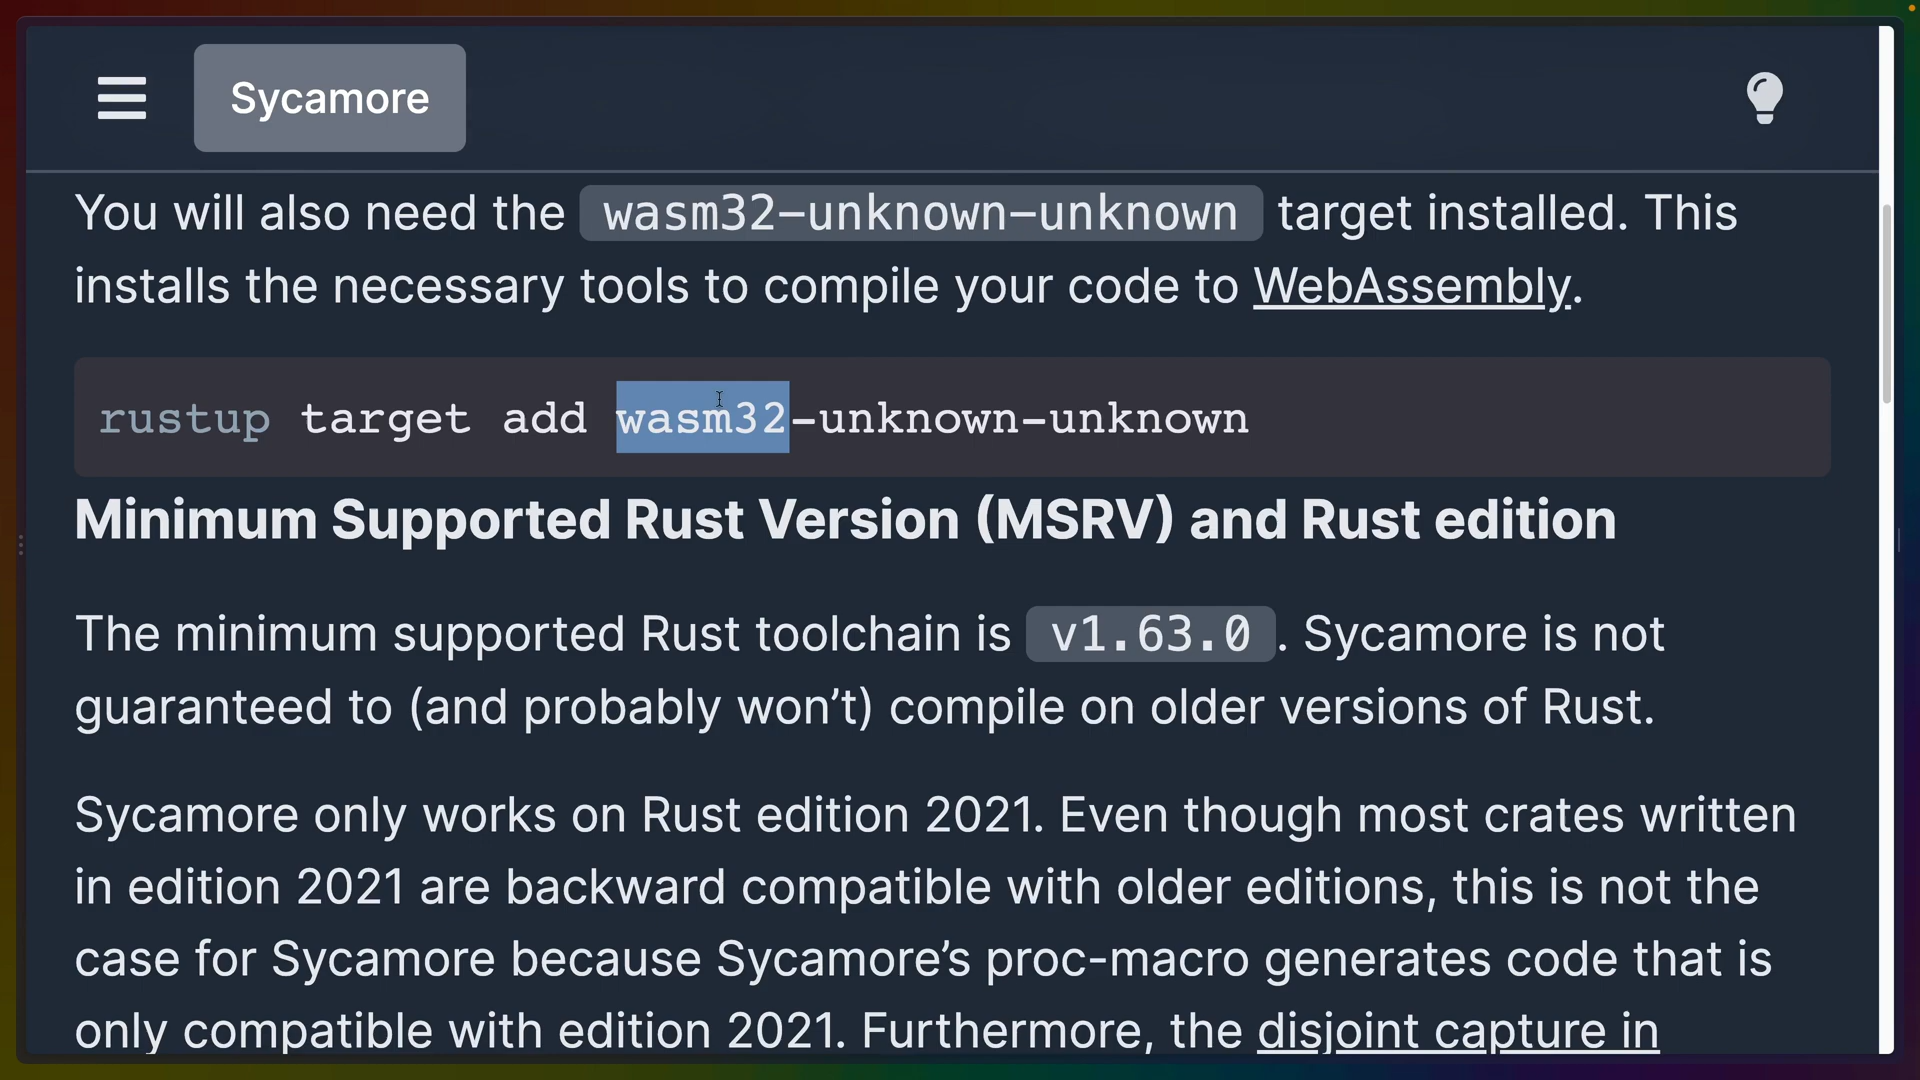 Sycamore
You will also need the wasm32-unknown-unknown target installed. This
installs the necessary tools to compile your code to WebAssembly.
rustup target add wasm32-unknown-unknown
Minimum Supported Rust Version (MSRV) and Rust edition
The minimum supported Rust toolchain is v1.63.0. Sycamore is not
guaranteed to (and probably won’t) compile on older versions of Rust.
Sycamore only works on Rust edition 2021. Even though most crates written
in edition 2021 are backward compatible with older editions, this is not the
case for Sycamore because Sycamore’s proc-macro generates code that is
only compatible with edition 2021. Furthermore, the disjoint capture in